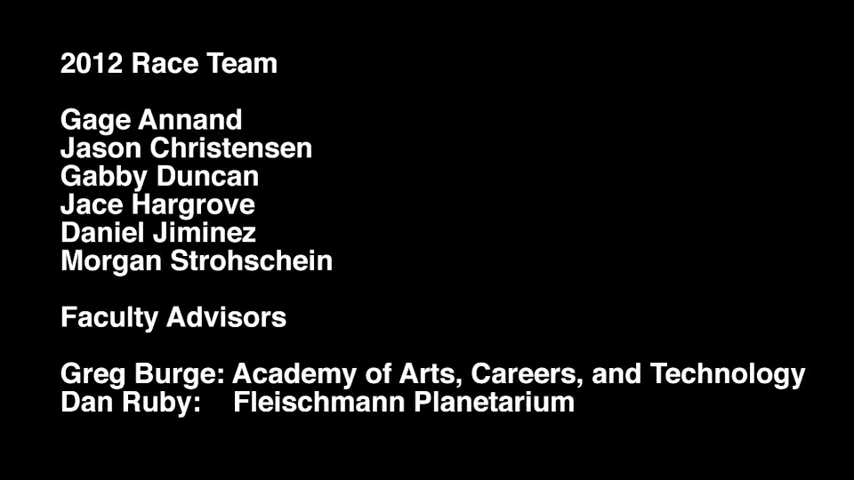 2012 Race Team
Gage Annand
Jason Christensen
Gabby Duncan
Jace Hargrove
Daniel Jiminez
Morgan Strohschein
Faculty Advisors
Greg Burge: Academy of Arts, Careers, and Technology
Dan Ruby: Fleischmann Planetarium